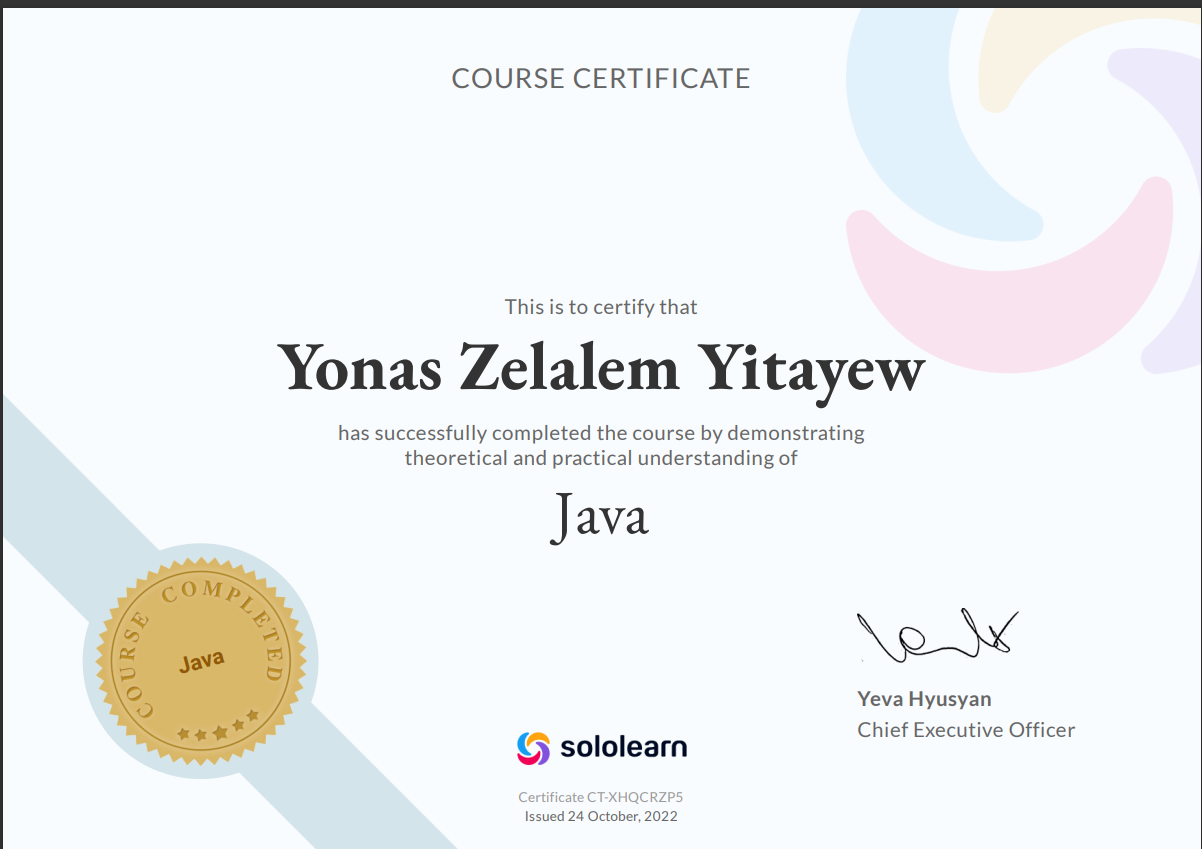 COURSE CERTIFICATE
This is to certify that
Yonas Zelalem Yitayew
has successfully completed the course by demonstrating
theoretical and practical understanding of
Java
COURSE COMPLETED
Java
Yeva Hyusyan
Chief Executive Officer
sololearn
Certificate CT-XHQCRZP5
Issued 24 October, 2022